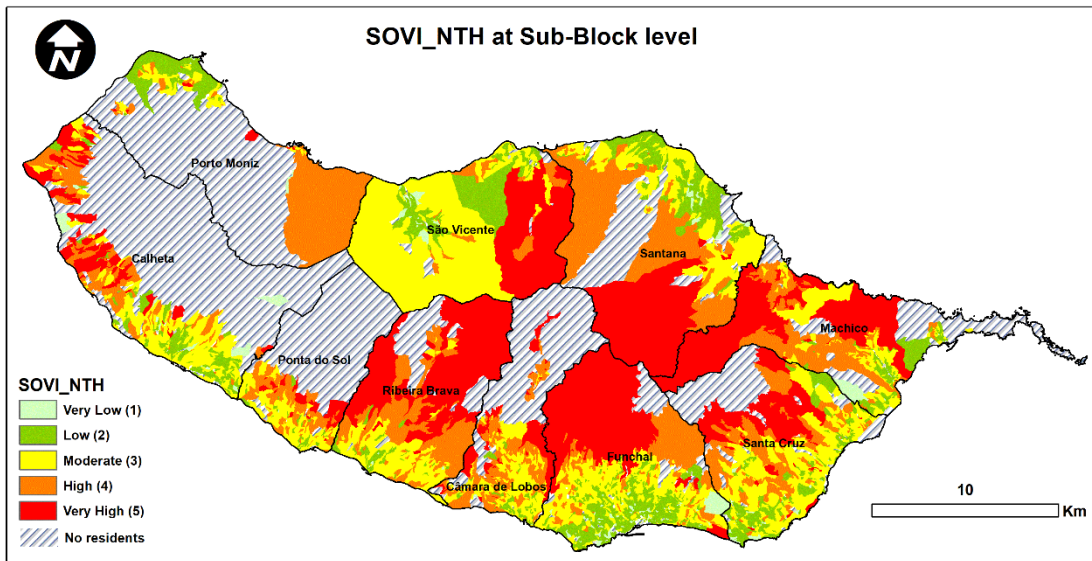 SOVI_NTH at Sub-Block level
N
Porto Moniz
São Vicente
Santana
Calheta
Machico
Ponta do Sol
Ribeira Brava
Santa Cruz
Funchal
Câmara de Lobos
SOVI_NTH
Very Low (1)
Low (2)
Moderate (3)
High (4)
Very High (5)
No residents
10
Km